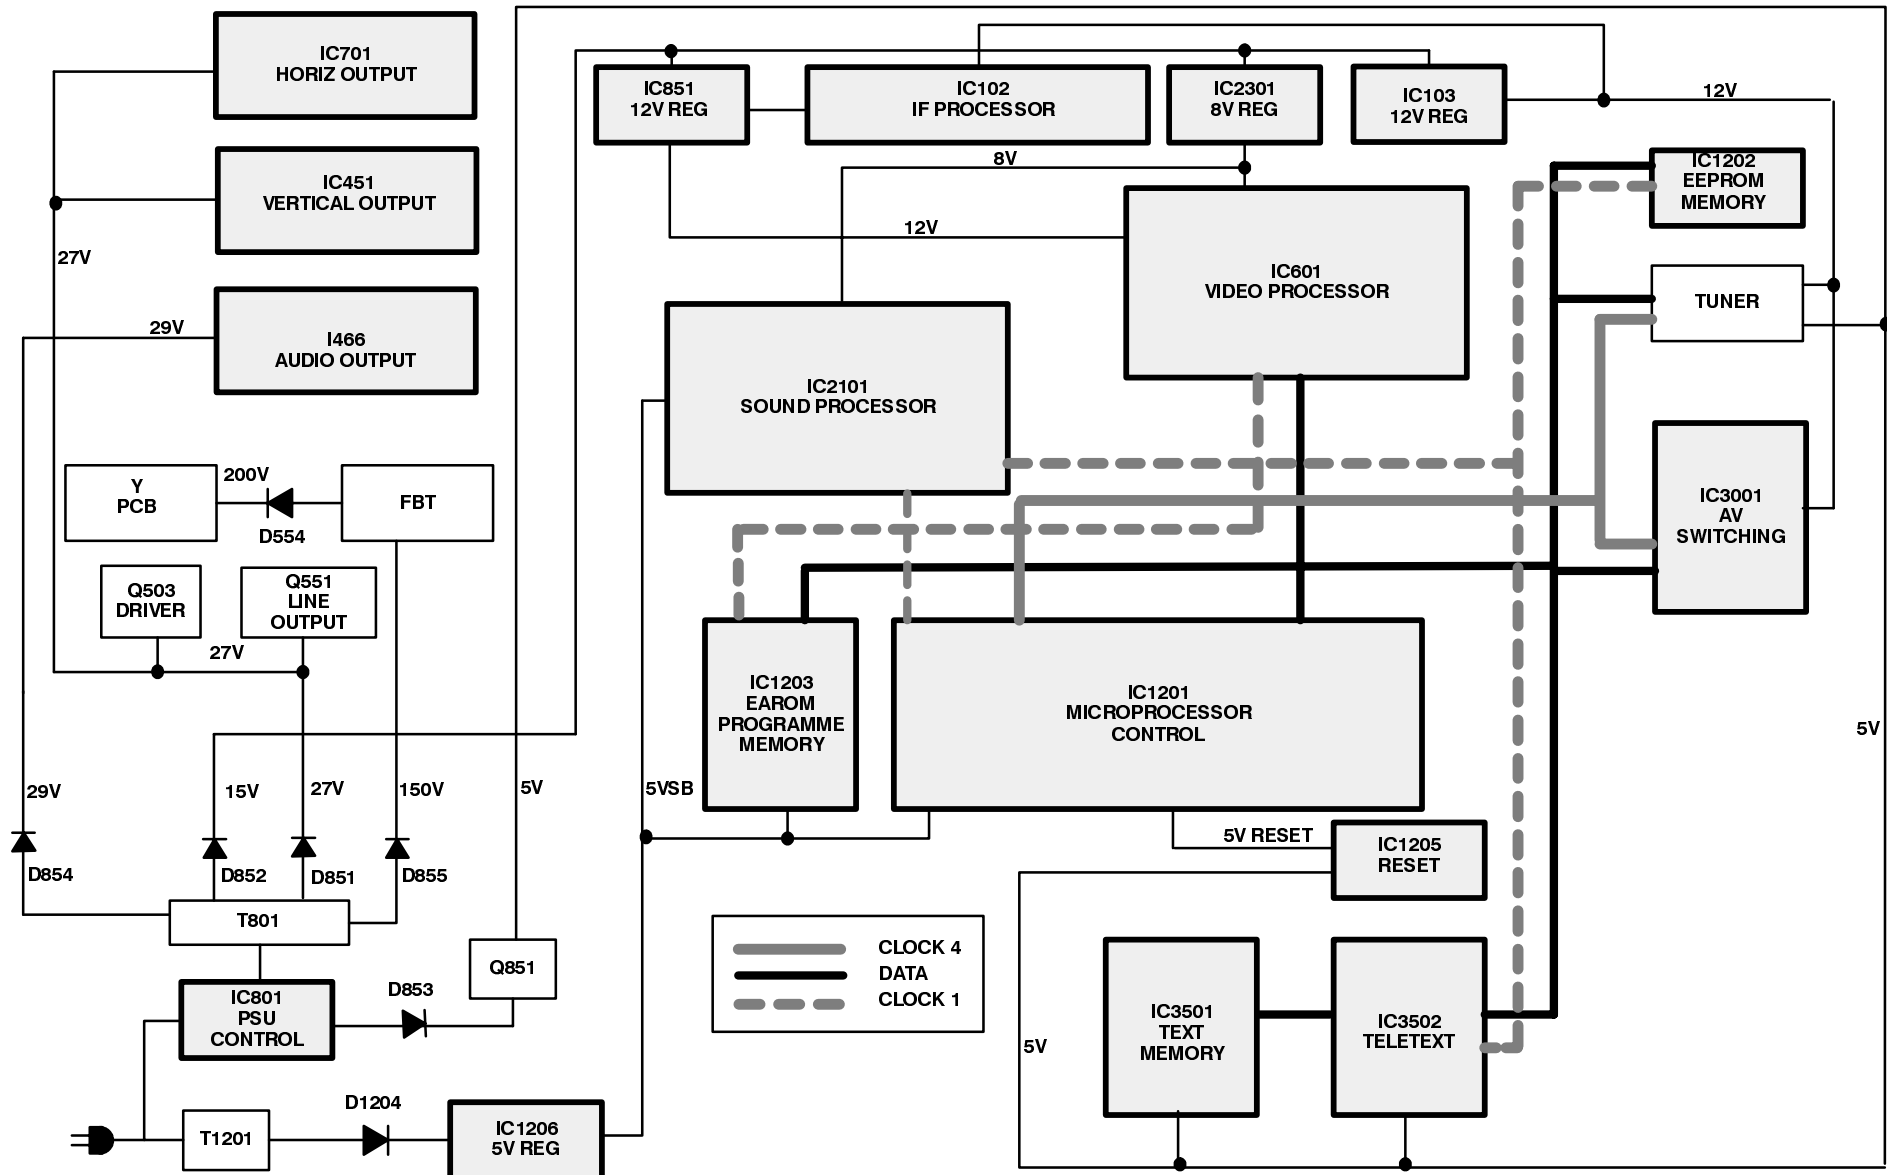 IC701
HORIZ OUTPUT
IC451
VERTICAL OUTPUT
27V
29V
I466
AUDIO OUTPUT
Y
PCB
200V
D554
FBT
Q503
DRIVER
Q551
LINE
OUTPUT
27V
29V
15V
27V
150V
5V
D854
D852
D851
D855
T801
IC801
PSU
CONTROL
D853
Q851
T1201
D1204
IC1206
5V REG
IC851
12V REG
IC102
IF PROCESSOR
IC2301
8V REG
IC103
12V REG
12V
8V
12V
IC1202
EEPROM
MEMORY
IC601
VIDEO PROCESSOR
TUNER
IC2101
SOUND PROCESSOR
IC3001
AV
SWITCHING
IC1203
EAROM
PROGRAMME
MEMORY
IC1201
MICROPROCESSOR
CONTROL
5V
5VSB
5V RESET
IC1205
RESET
CLOCK 4
DATA
CLOCK 1
5V
IC3501
TEXT
MEMORY
IC3502
TELETEXT